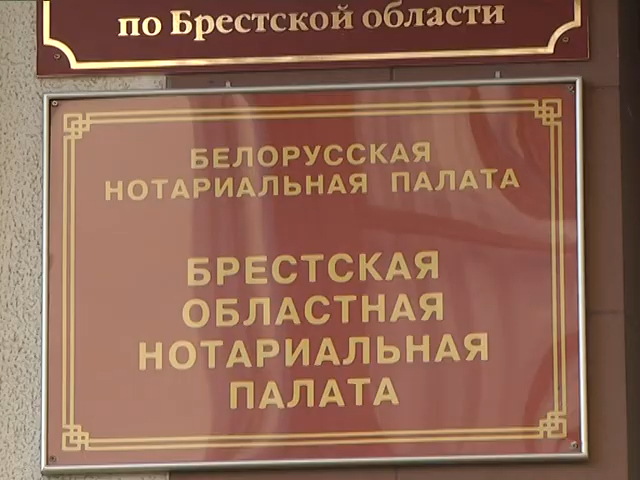 по Брестской области
БЕЛОРУССКАЯ
НОТАРИАЛЬНАЯ ПАЛАТА
БРЕСТСКАЯ
ОБЛАСТНАЯ
НОТАРИАЛЬНАЯ
ПАЛАТА